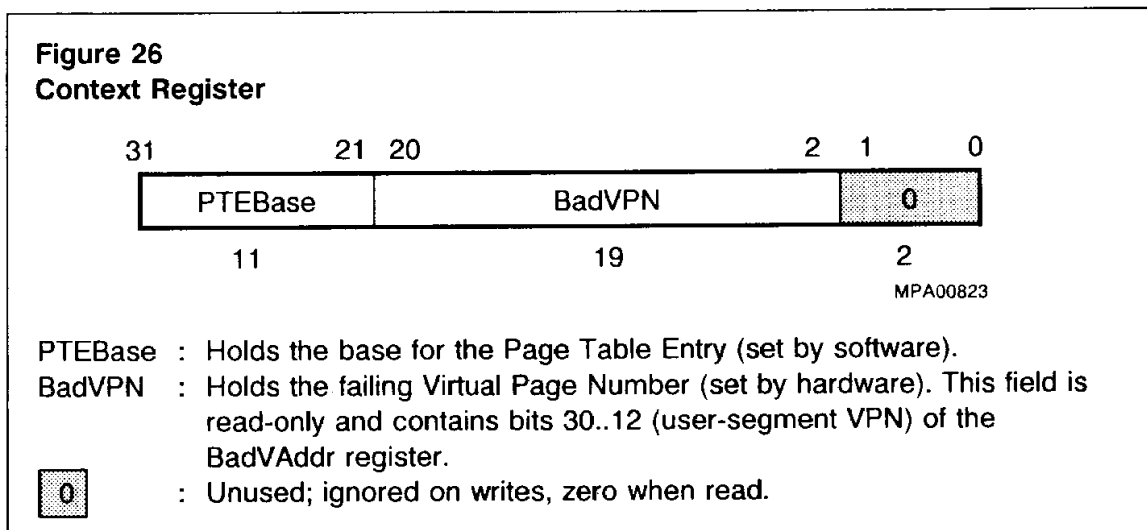 Figure 26
Context Register
31 21 20 2 1 0
PTEBase BadVPN 0
11 19 2
MPA00823
PTEBase : Holds the base for the Page Table Entry (set by software).
BadVPN : Holds the failing Virtual Page Number (set by hardware). This field is
read-only and contains bits 30..12 (user-segment VPN) of the
BadVAddr register.
0 : Unused; ignored on writes, zero when read.